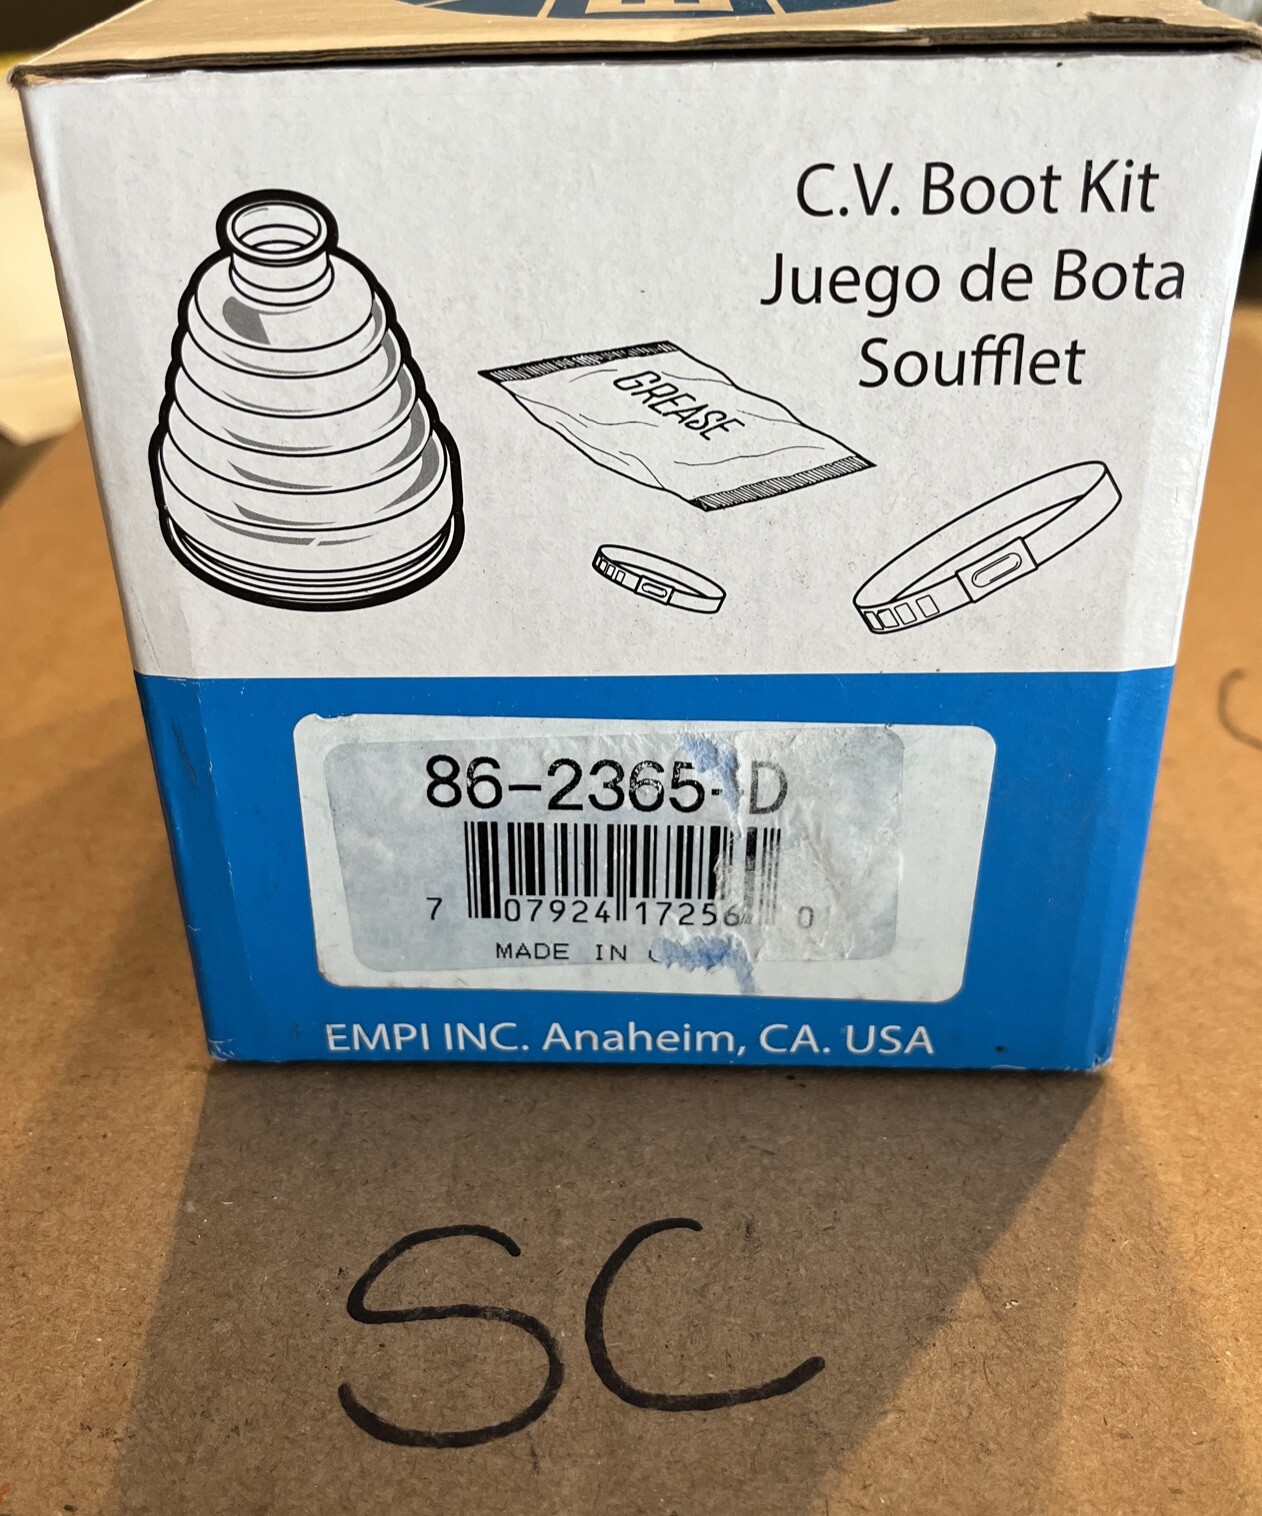 C.V. Boot Kit
Juego de Bota
Soufflet
GREASE
86-2365-D
7 07924 17256 0
MADE IN
EMPI INC. Anaheim, CA. USA
SC